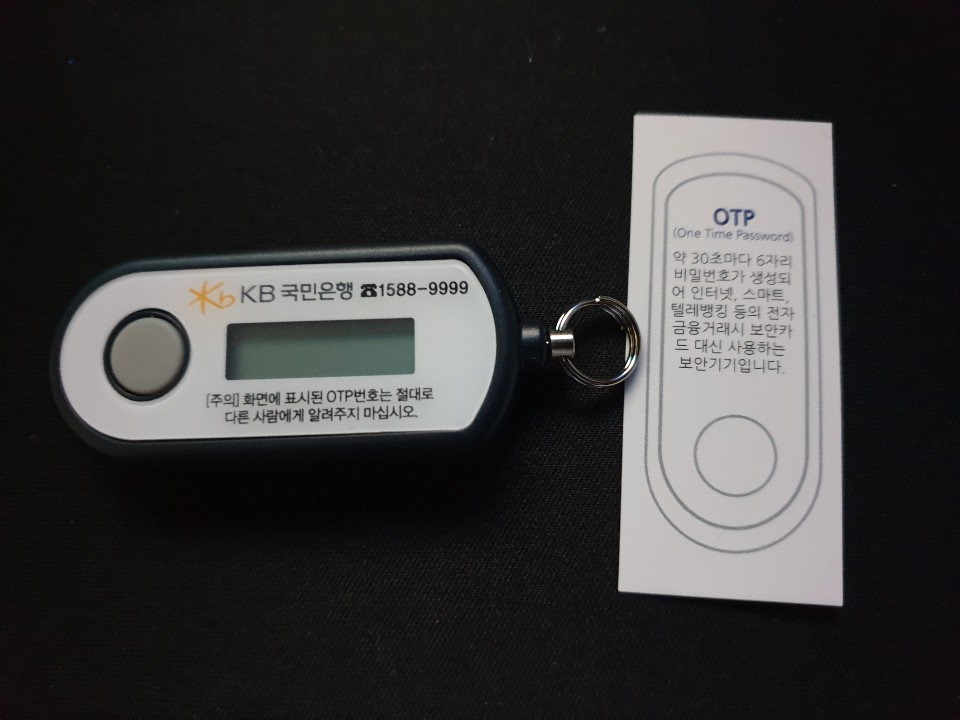 Kb KB 국민은행 ☎1588-9999
[주의] 화면에 표시된 OTP번호는 절대로
다른 사람에게 알려주지 마십시오.
OTP
(One Time Password)
약 30초마다 6자리
비밀번호가 생성되
어 인터넷, 스마트,
텔레뱅킹 등의 전자
금융거래시 보안카
드 대신 사용하는
보안기기입니다.